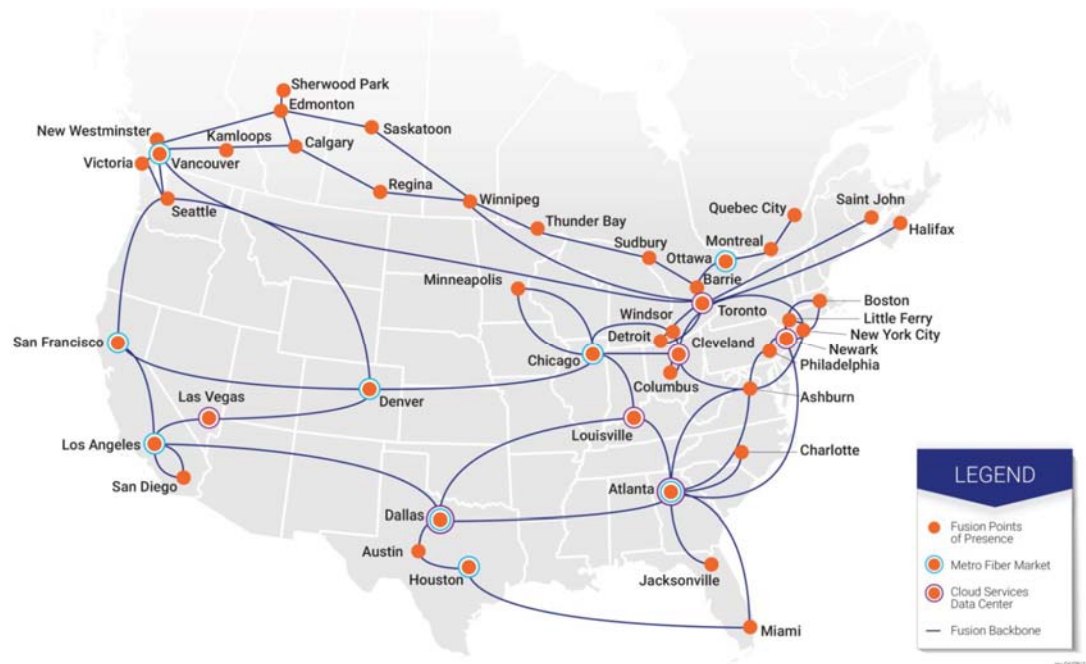 Sherwood Park
Edmonton
New Westminster
Kamloops
Saskatoon
Calgary
Victoria
Vancouver
Regina
Winnipeg
Seattle
Quebec City
Saint John
Thunder Bay
Halifax
Sudbury
Montreal
Ottawa
Minneapolis
Barrie
Windsor
Toronto
Boston
Little Ferry
Detroit
New York City
San Francisco
Cleveland
Newark
Chicago
Philadelphia
Columbus
Las Vegas
Denver
Ashburn
Louisville
Los Angeles
Charlotte
San Diego
Atlanta
Dallas
Austin
Houston
Jacksonville
Miami
LEGEND
Fusion Points
of Presence
Metro Fiber Market
Cloud Services
Data Center
Fusion Backbone